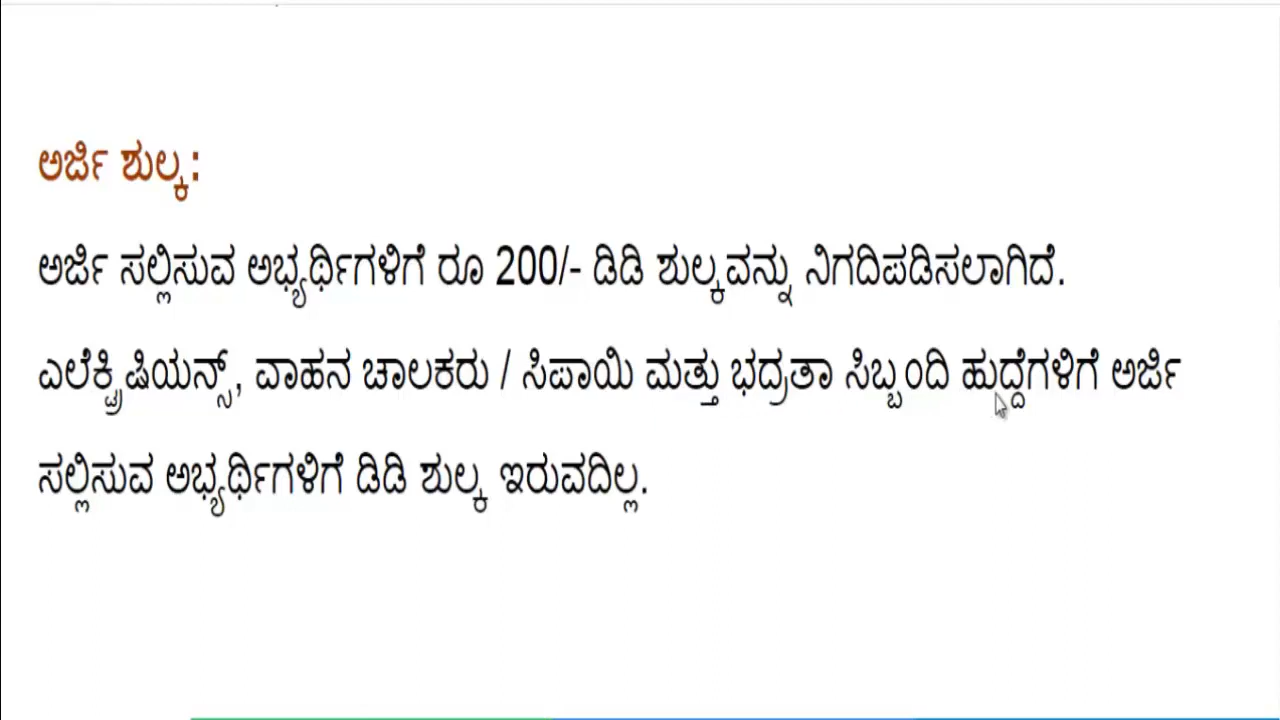 ಅರ್ಜಿ ಶುಲ್ಕ:
ಅರ್ಜಿ ಸಲ್ಲಿಸುವ ಅಭ್ಯರ್ಥಿಗಳಿಗೆ ರೂ 200/- ಡಿಡಿ ಶುಲ್ಕವನ್ನು ನಿಗದಿಪಡಿಸಲಾಗಿದೆ.
ಎಲೆಕ್ಟ್ರಿಷಿಯನ್ಸ್, ವಾಹನ ಚಾಲಕರು / ಸಿಪಾಯಿ ಮತ್ತು ಭದ್ರತಾ ಸಿಬ್ಬಂದಿ ಹುದ್ದೆಗಳಿಗೆ ಅರ್ಜಿ
ಸಲ್ಲಿಸುವ ಅಭ್ಯರ್ಥಿಗಳಿಗೆ ಡಿಡಿ ಶುಲ್ಕ ಇರುವದಿಲ್ಲ.